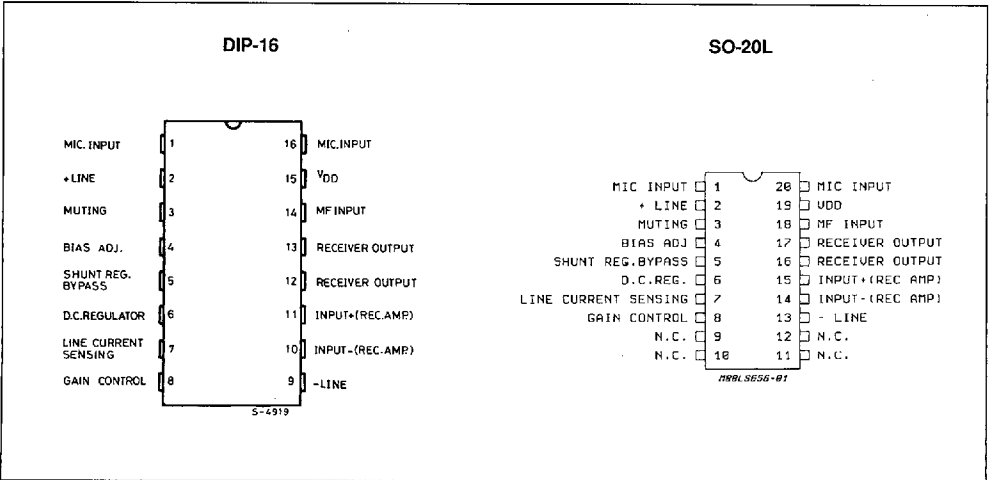 DIP-16
MIC. INPUT 1 16 MIC.INPUT
+LINE 2 15 VDD
MUTING 3 14 MF INPUT
BIAS ADJ. 4 13 RECEIVER OUTPUT
SHUNT REG.
BYPASS 5 12 RECEIVER OUTPUT
D.C.REGULATOR 6 11 INPUT+(REC.AMP.)
LINE CURRENT
SENSING 7 10 INPUT-(REC.AMP.)
GAIN CONTROL 8 9 -LINE
S-4919
SO-20L
MIC INPUT 1 20 MIC INPUT
+ LINE 2 19 VDD
MUTING 3 18 MF INPUT
BIAS ADJ 4 17 RECEIVER OUTPUT
SHUNT REG.BYPASS 5 16 RECEIVER OUTPUT
D.C.REG. 6 15 INPUT+(REC AMP)
LINE CURRENT SENSING 7 14 INPUT-(REC AMP)
GAIN CONTROL 8 13 - LINE
N.C. 9 12 N.C.
N.C. 10 11 N.C.
M88LS656-01